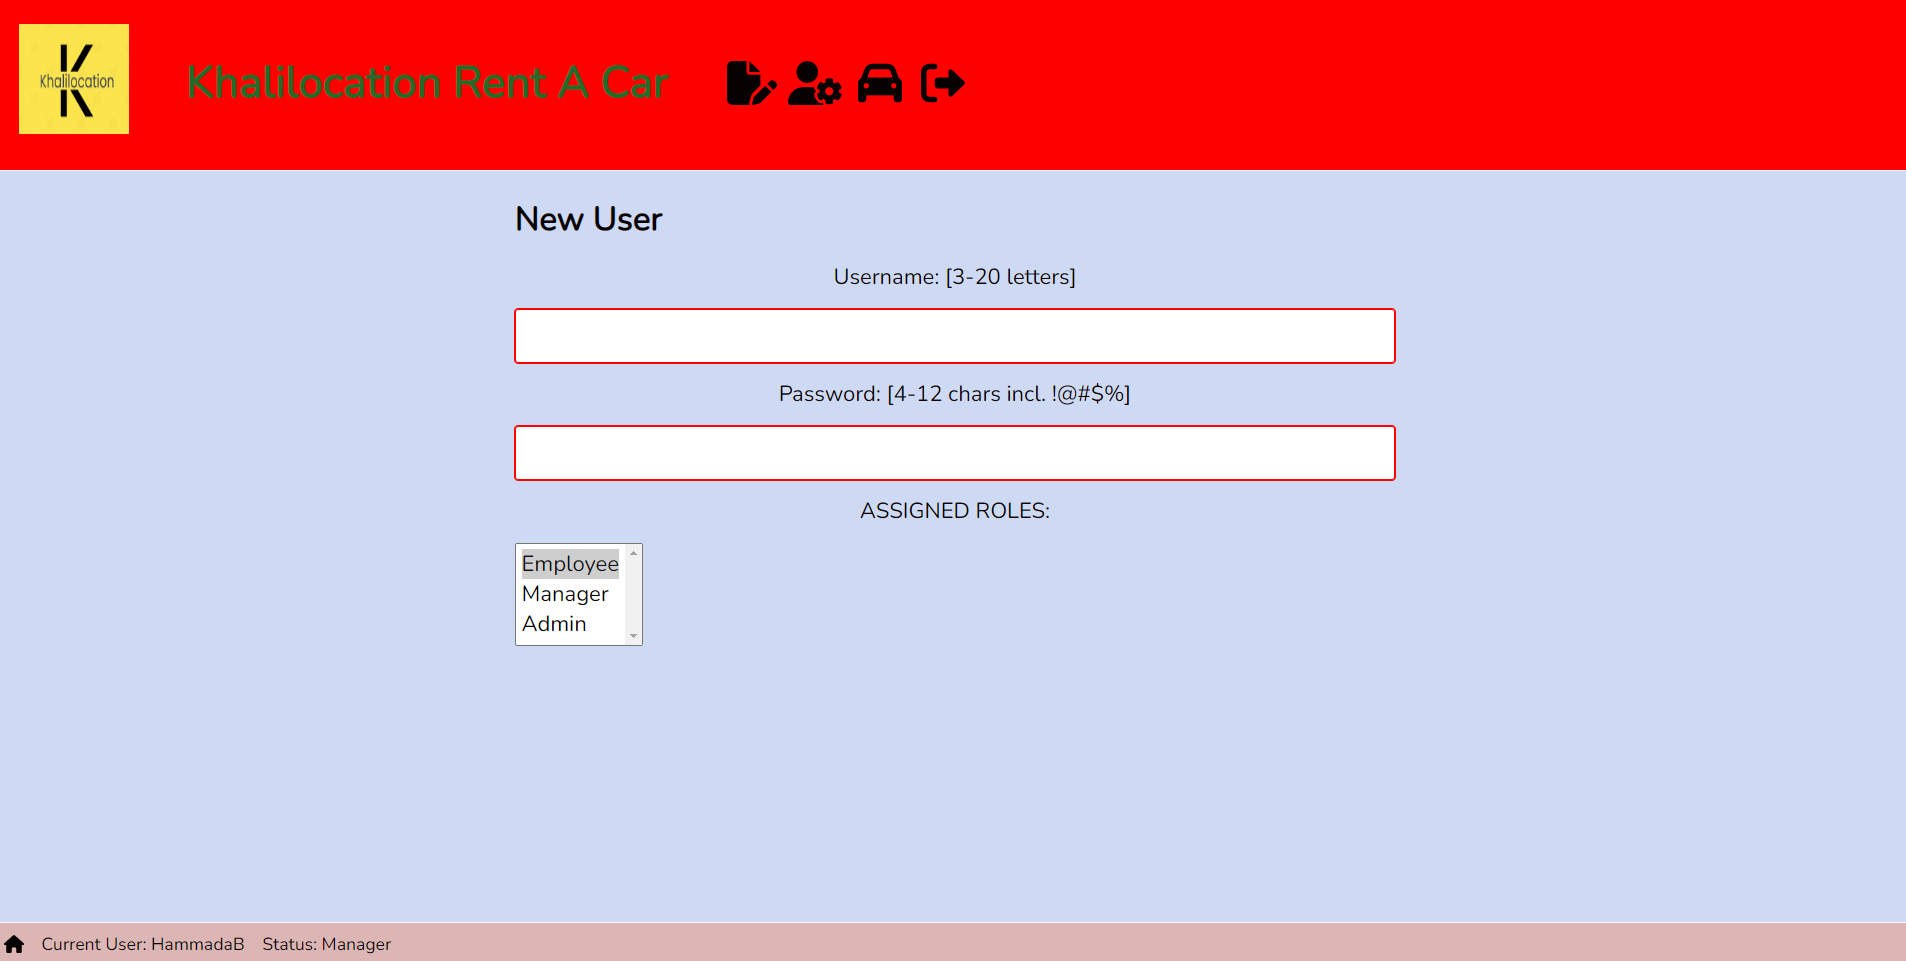 K
Khalilocation
Khalilocation Rent A Car
New User
Username: [3-20 letters]
Password: [4-12 chars incl. !@#$%]
ASSIGNED ROLES:
Employee
Manager
Admin
Current User: HammadaB Status: Manager